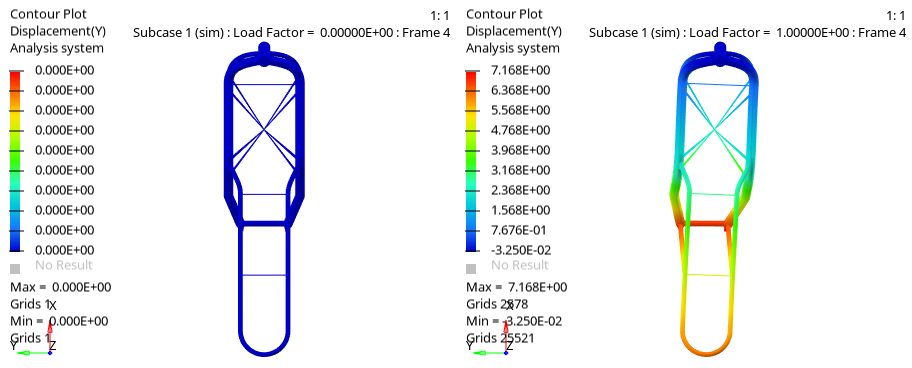 Contour Plot
Displacement(Y)
Analysis system
1: 1
Subcase 1 (sim) : Load Factor = 0.00000E+00 : Frame 4
0.000E+00
0.000E+00
0.000E+00
0.000E+00
0.000E+00
0.000E+00
0.000E+00
0.000E+00
0.000E+00
0.000E+00
No Result
Max = 0.000E+00
Grids 1
X
Min = 0.000E+00
Grids 1
Y
Z
Contour Plot
Displacement(Y)
Analysis system
1: 1
Subcase 1 (sim) : Load Factor = 1.00000E+00 : Frame 4
7.168E+00
6.368E+00
5.568E+00
4.768E+00
3.968E+00
3.168E+00
2.368E+00
1.568E+00
7.676E-01
-3.250E-02
No Result
Max = 7.168E+00
Grids 2578
X
Min = -3.250E-02
Grids 25521
Y
Z